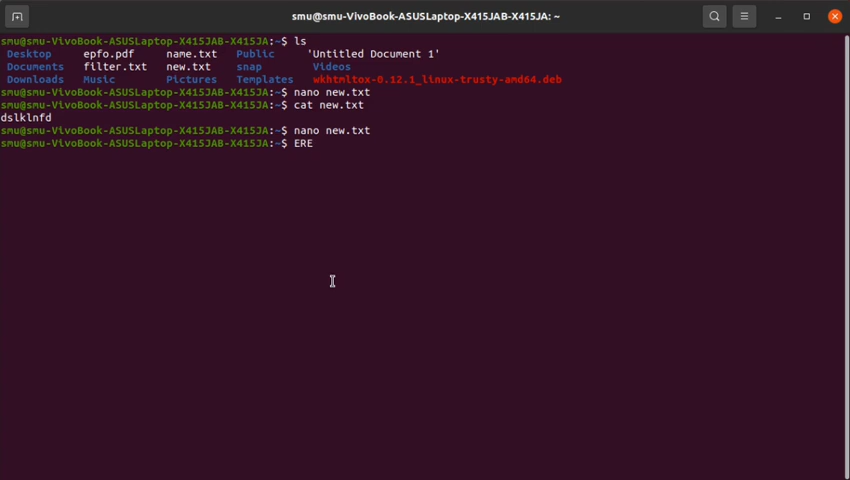 smu@smu-VivoBook-ASUSLaptop-X415JAB-X415JA: ~
smu@smu-VivoBook-ASUSLaptop-X415JAB-X415JA:~$ ls
Desktop epfo.pdf name.txt Public 'Untitled Document 1'
Documents filter.txt new.txt snap Videos
Downloads Music Pictures Templates wkhtmltox-0.12.1_linux-trusty-amd64.deb
smu@smu-VivoBook-ASUSLaptop-X415JAB-X415JA:~$ nano new.txt
smu@smu-VivoBook-ASUSLaptop-X415JAB-X415JA:~$ cat new.txt
dslklnfd
smu@smu-VivoBook-ASUSLaptop-X415JAB-X415JA:~$ nano new.txt
smu@smu-VivoBook-ASUSLaptop-X415JAB-X415JA:~$ ERE